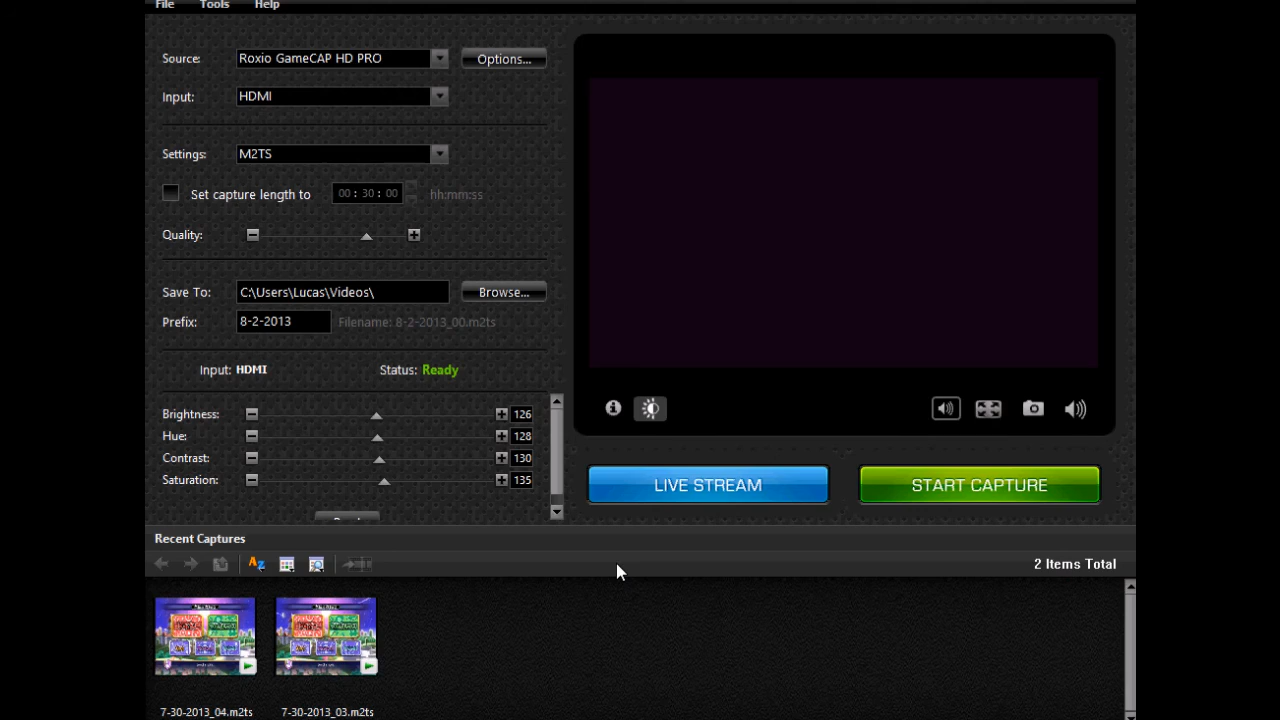 File Tools Help
Source: Roxio GameCAP HD PRO Options...
Input: HDMI
Settings: M2TS
Set capture length to 00 : 30 : 00 hh:mm:ss
Quality:
Save To: C:\Users\Lucas\Videos\ Browse...
Prefix: 8-2-2013 Filename: 8-2-2013_00.m2ts
Input: HDMI Status: Ready
Brightness: 126
Hue: 128
Contrast: 130
Saturation: 135
LIVE STREAM START CAPTURE
Recent Captures
2 Items Total
7-30-2013_04.m2ts 7-30-2013_03.m2ts